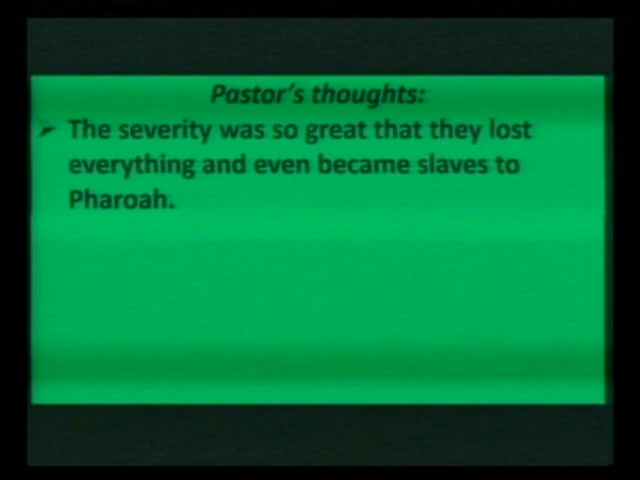 Pastor's thoughts:
➢ The severity was so great that they lost
everything and even became slaves to
Pharoah.